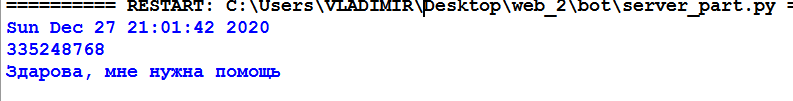 ========== RESTART: C:\Users\VLADIMIR\Desktop\web_2\bot\server_part.py =
Sun Dec 27 21:01:42 2020
335248768
Здарова, мне нужна помощь